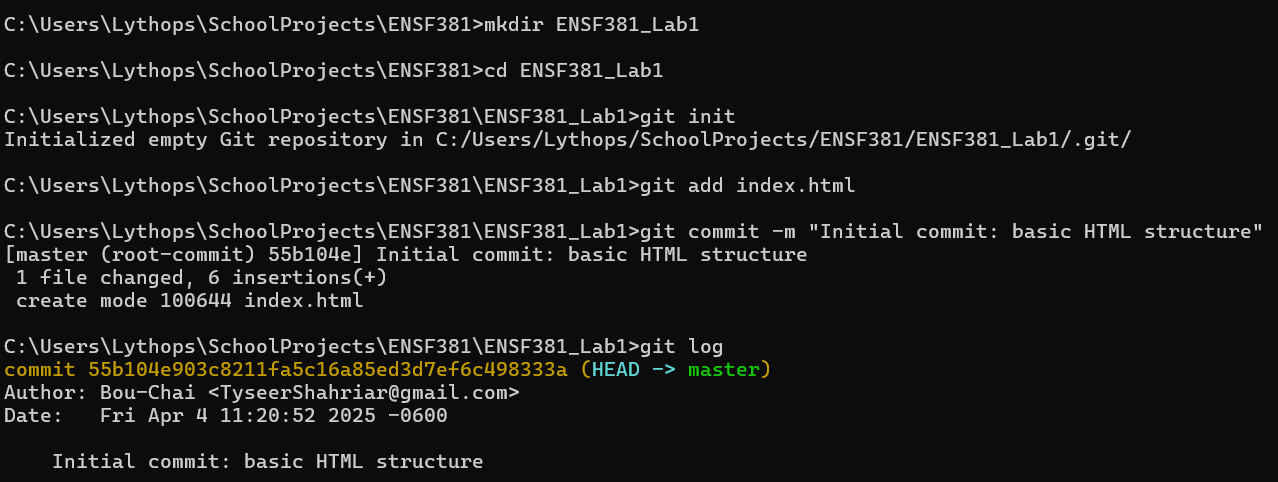 C:\Users\Lythops\SchoolProjects\ENSF381>mkdir ENSF381_Lab1
C:\Users\Lythops\SchoolProjects\ENSF381>cd ENSF381_Lab1
C:\Users\Lythops\SchoolProjects\ENSF381\ENSF381_Lab1>git init
Initialized empty Git repository in C:/Users/Lythops/SchoolProjects/ENSF381/ENSF381_Lab1/.git/
C:\Users\Lythops\SchoolProjects\ENSF381\ENSF381_Lab1>git add index.html
C:\Users\Lythops\SchoolProjects\ENSF381\ENSF381_Lab1>git commit -m "Initial commit: basic HTML structure"
[master (root-commit) 55b104e] Initial commit: basic HTML structure
 1 file changed, 6 insertions(+)
 create mode 100644 index.html
C:\Users\Lythops\SchoolProjects\ENSF381\ENSF381_Lab1>git log
commit 55b104e903c8211fa5c16a85ed3d7ef6c498333a (HEAD -> master)
Author: Bou-Chai <TyseerShahriar@gmail.com>
Date:   Fri Apr 4 11:20:52 2025 -0600
    Initial commit: basic HTML structure